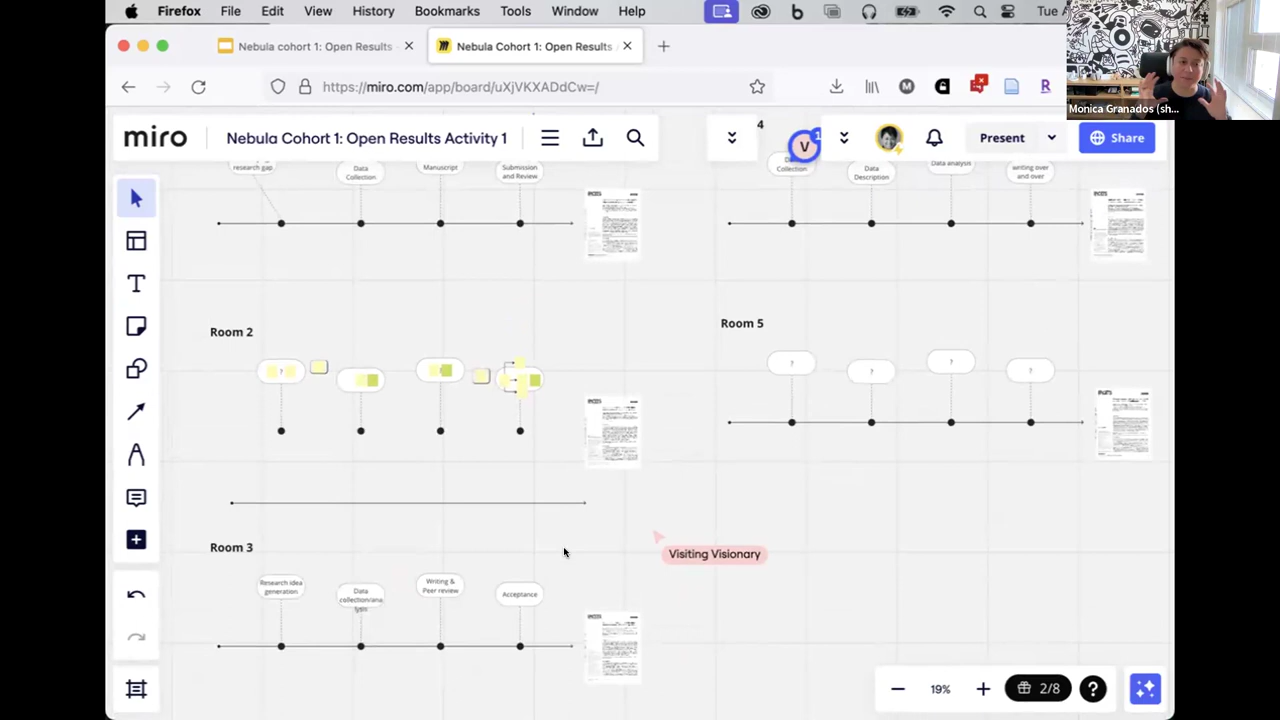 Firefox File Edit View History Bookmarks Tools Window Help Tue A
Monica Granados (sh...
Nebula cohort 1: Open Results -
Nebula Cohort 1: Open Results
https://miro.com/app/board/uXjVKXADdCw=/
miro Nebula Cohort 1: Open Results Activity 1
4
V
1
Present
Share
research gap
Data
Collection
Manuscript
Submission
and Review
Collection
Data
Description
Data analysis
writing over
and over
Room 2
?
Room 5
?
?
?
?
Visiting Visionary
Room 3
Research idea
generation
Data
collection/ana
lysis
Writing &
Peer review
Acceptance
19%
2/8
?